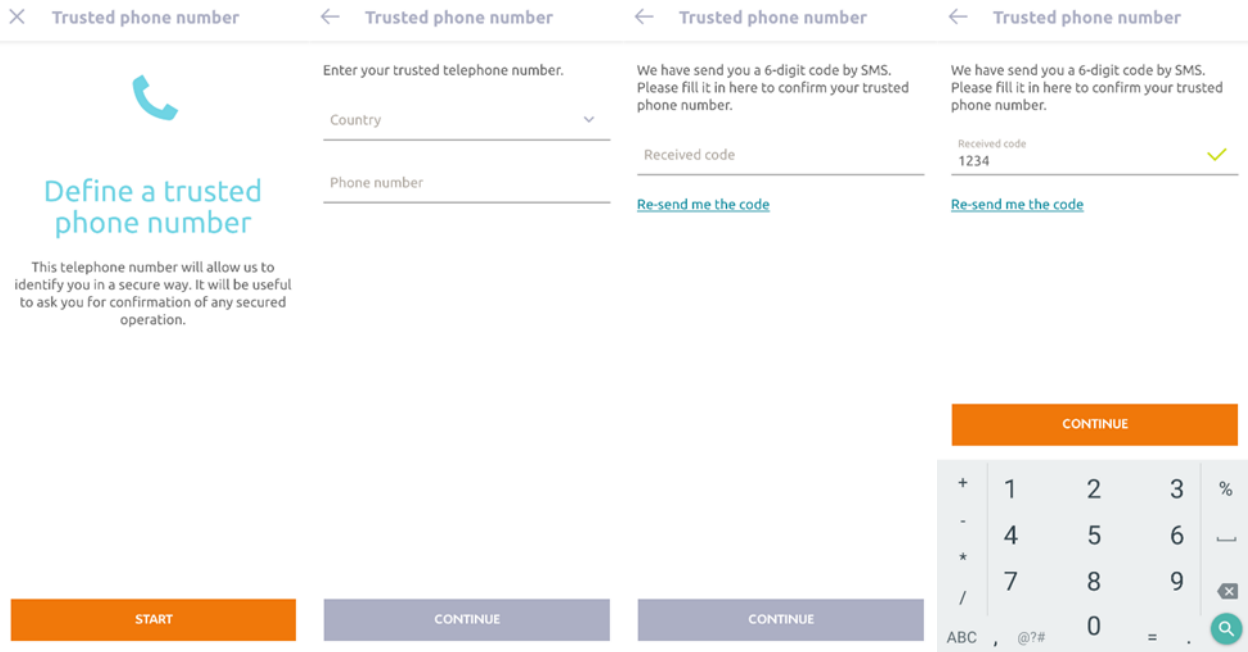 Trusted phone number
Define a trusted
phone number
This telephone number will allow us to
identify you in a secure way. It will be useful
to ask you for confirmation of any secured
operation.
START
Trusted phone number
Enter your trusted telephone number.
Country
Phone number
CONTINUE
Trusted phone number
We have send you a 6-digit code by SMS.
Please fill it in here to confirm your trusted
phone number.
Received code
Re-send me the code
CONTINUE
Trusted phone number
We have send you a 6-digit code by SMS.
Please fill it in here to confirm your trusted
phone number.
Received code
1234
Re-send me the code
CONTINUE
+ 1 2 3 %
- 4 5 6
* 7 8 9
/
ABC , @?# 0 = .